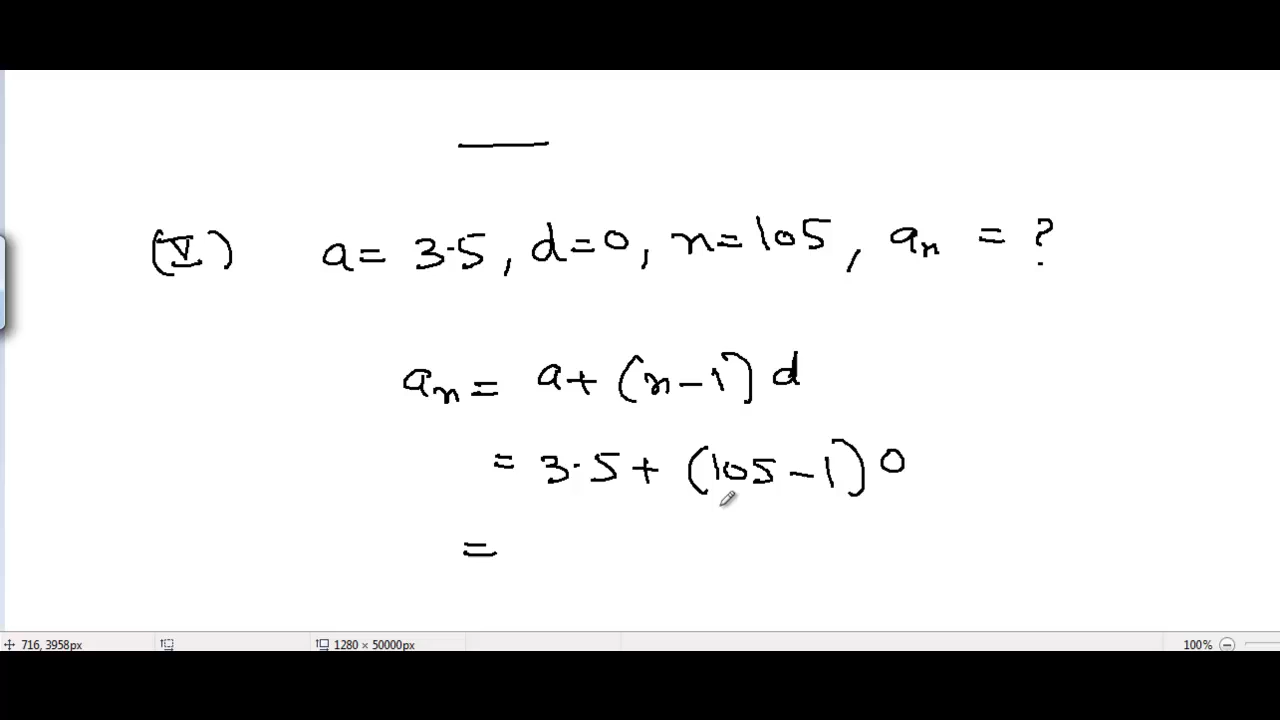 (V) a = 3.5, d = 0, n = 105, an = ?
an = a + (n - 1) d
= 3.5 + (105 - 1) 0
=
716, 3958px 1280 × 50000px 100%